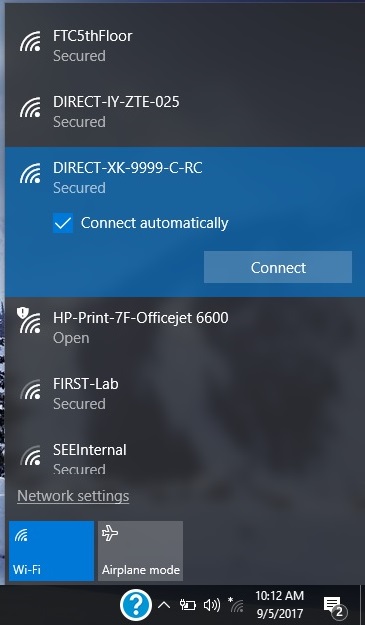 FTC5thFloor
Secured
DIRECT-IY-ZTE-025
Secured
DIRECT-XK-9999-C-RC
Secured
Connect automatically
Connect
HP-Print-7F-Officejet 6600
Open
FIRST-Lab
Secured
SEEInternal
Secured
Network settings
Wi-Fi
Airplane mode
10:12 AM
9/5/2017
2